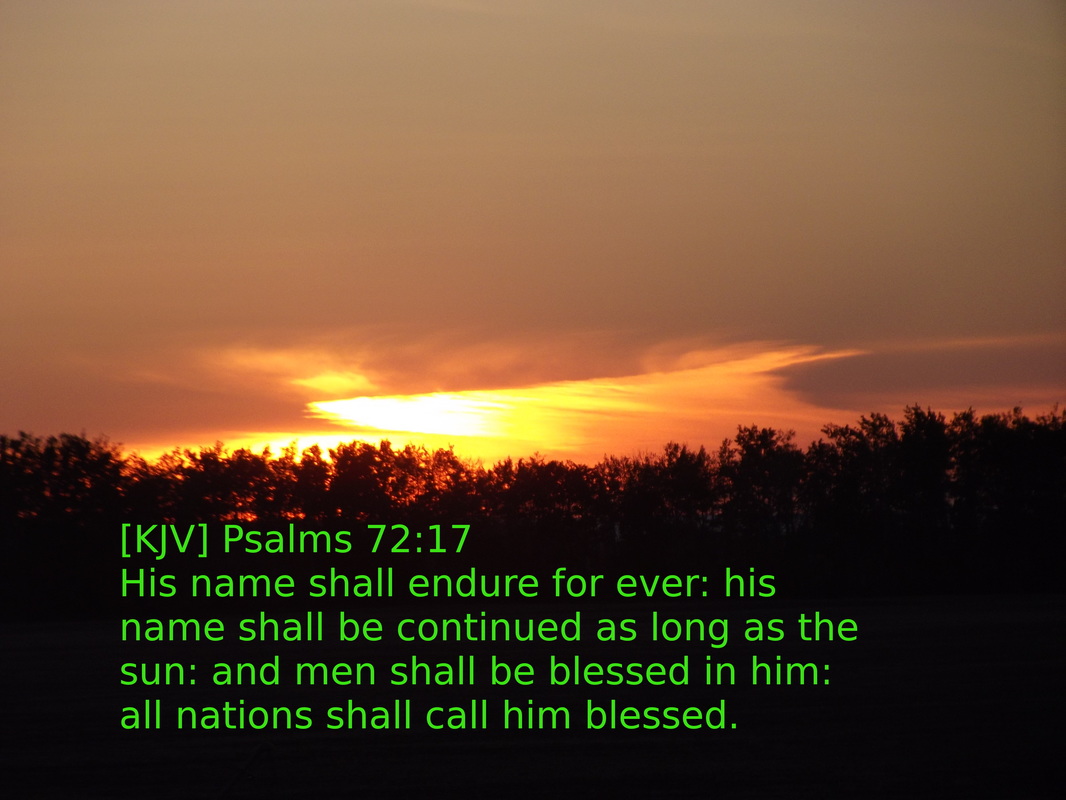 [KJV] Psalms 72:17
His name shall endure for ever: his
name shall be continued as long as the
sun: and men shall be blessed in him:
all nations shall call him blessed.